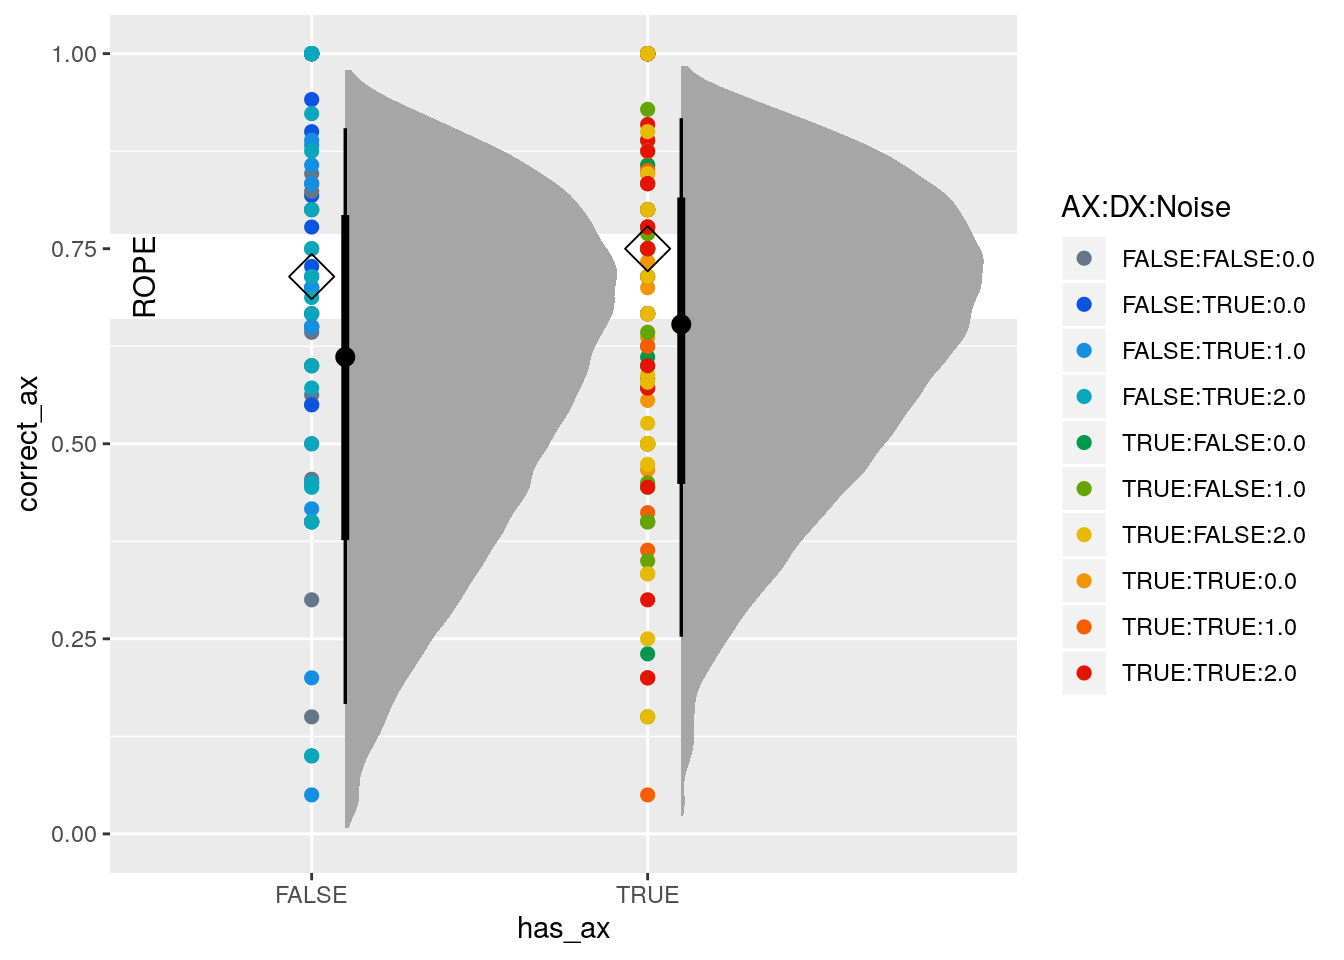 1.00
0.75
0.50
0.25
0.00
correct_ax
ROPE
FALSE
TRUE
has_ax
AX:DX:Noise
FALSE:FALSE:0.0
FALSE:TRUE:0.0
FALSE:TRUE:1.0
FALSE:TRUE:2.0
TRUE:FALSE:0.0
TRUE:FALSE:1.0
TRUE:FALSE:2.0
TRUE:TRUE:0.0
TRUE:TRUE:1.0
TRUE:TRUE:2.0